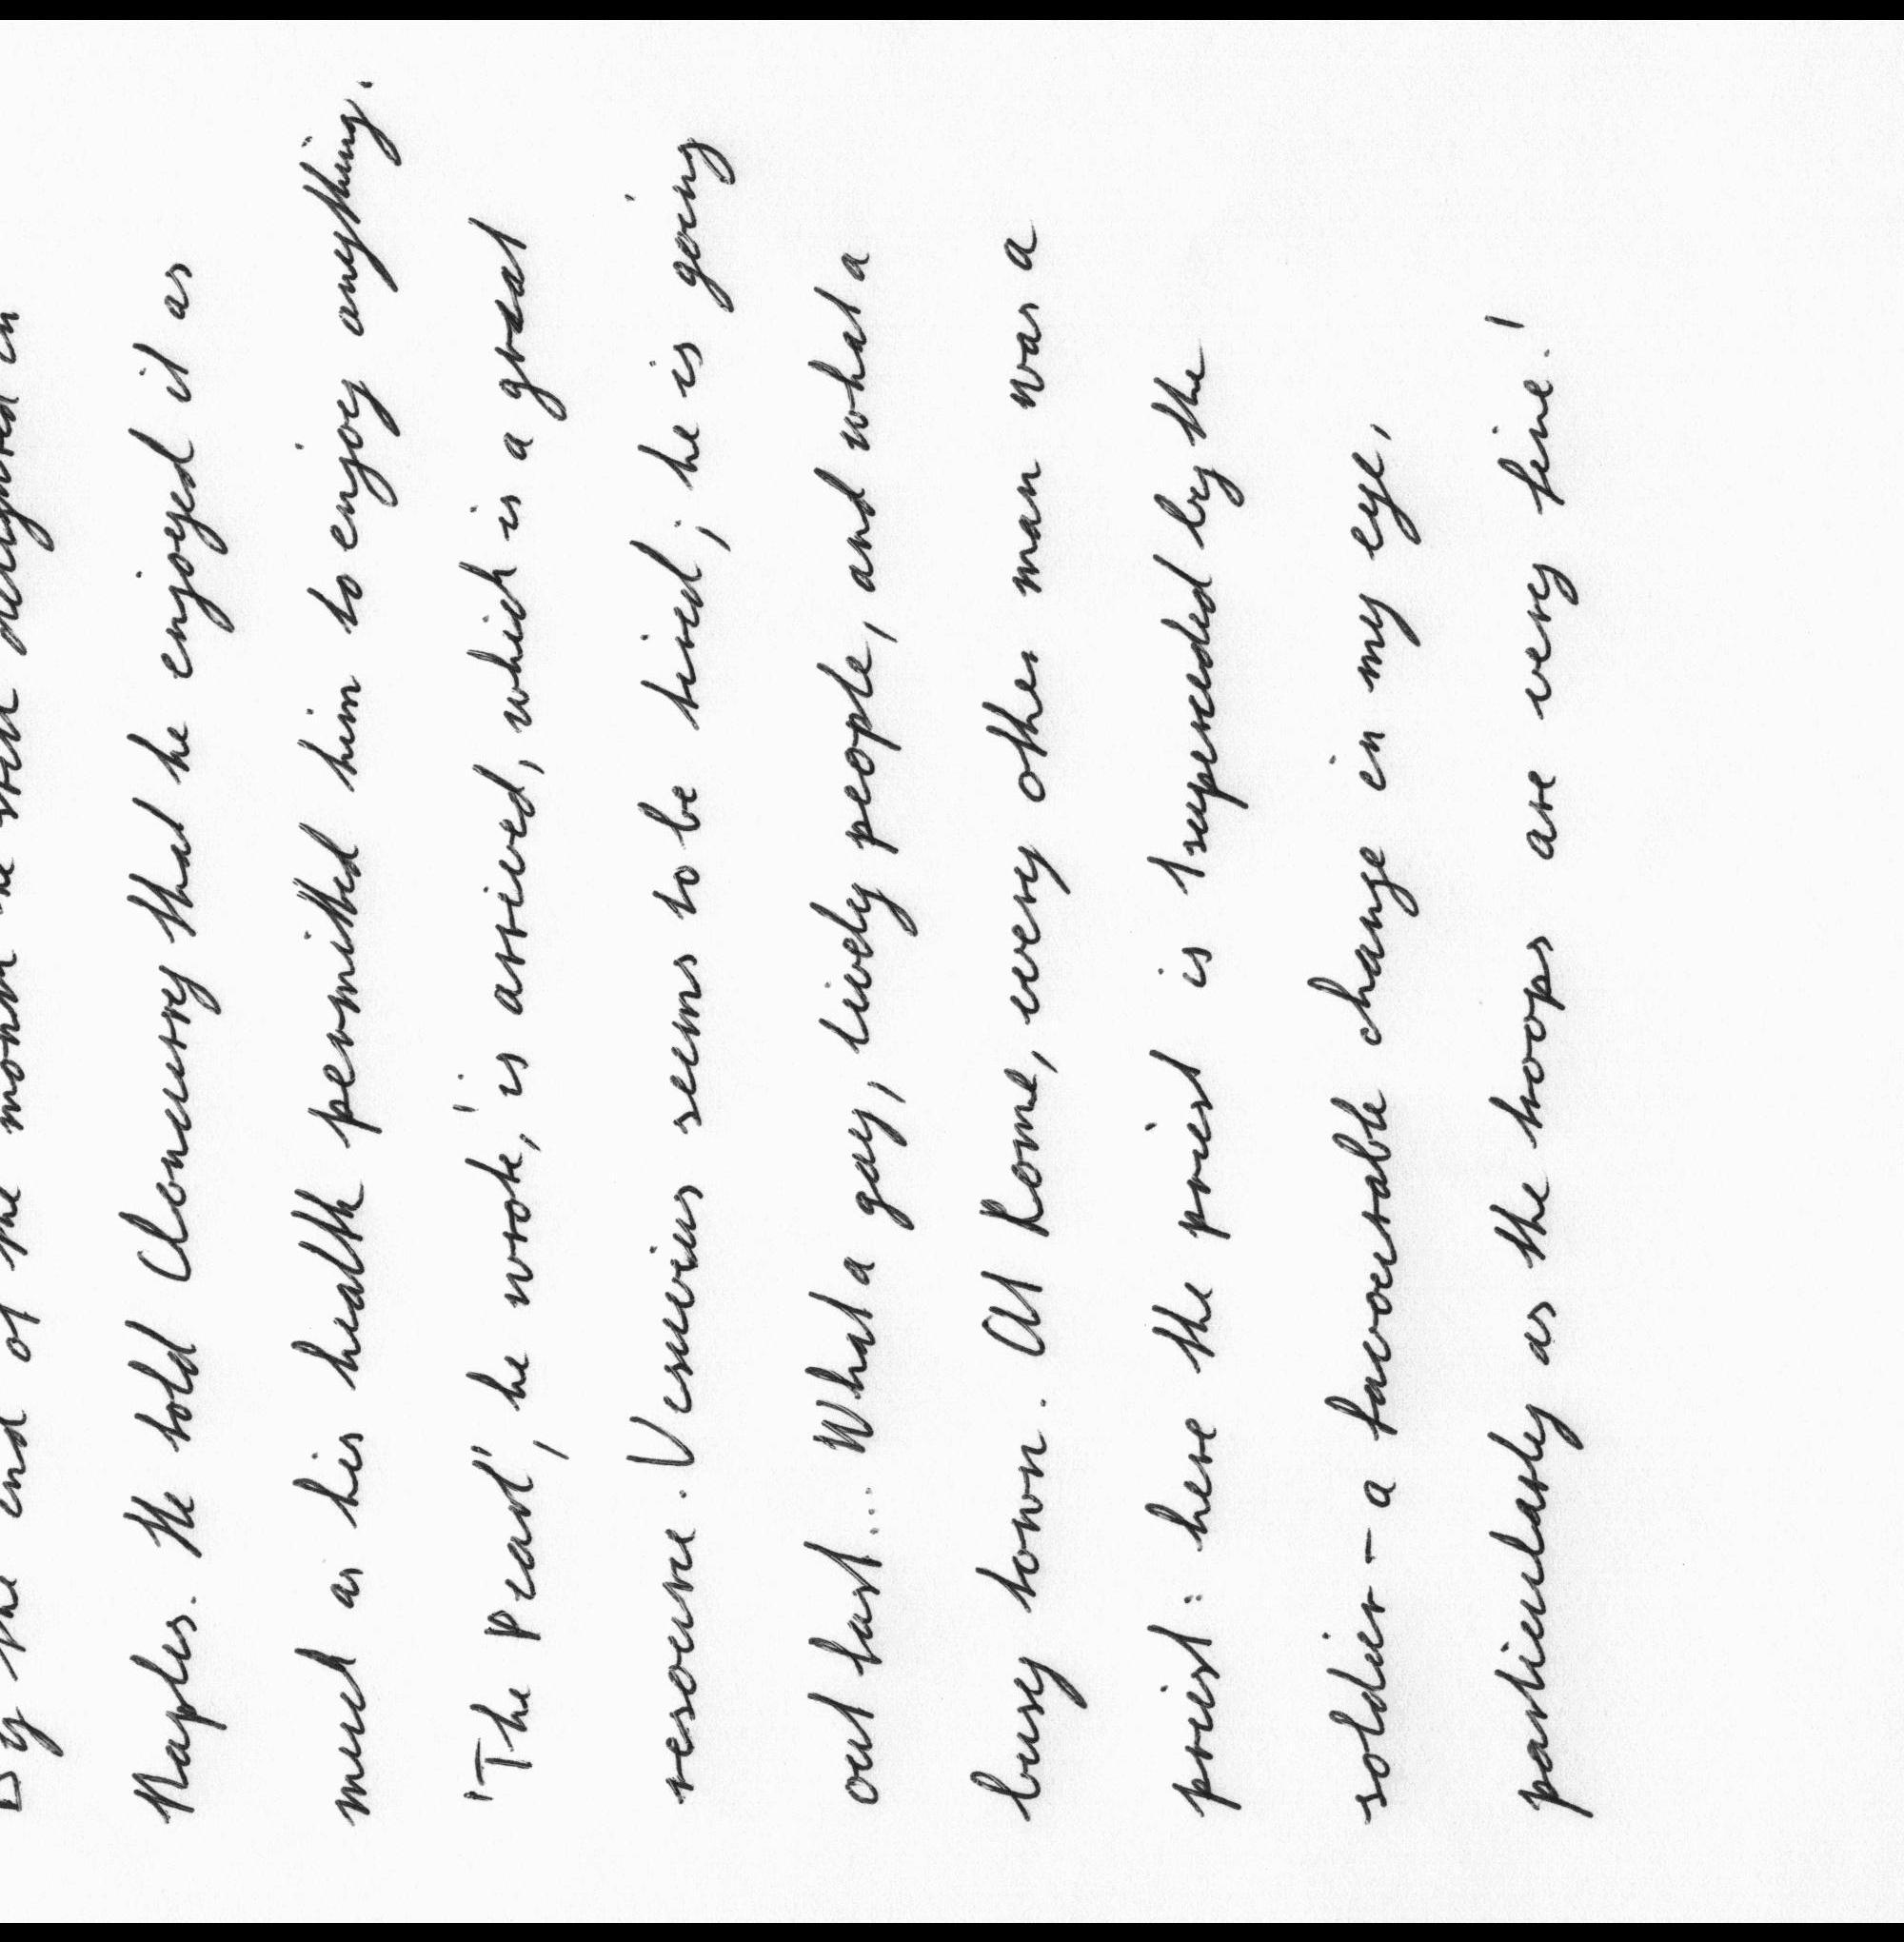 By the end of the month he still delighted in
Naples. He told Cloncurry that he enjoyed it as
much as his health permitted him to enjoy anything.
'The Pearl', he wrote, 'is arrived, which is a great
resource. Vesuvius seems to be tired; he is going
out fast... What a gay, lively people, and what a
busy town. At Rome, every other man was a
priest: here the priest is superceded by the
soldier - a favourable change in my eye,
particularly as the troops are very fine.'